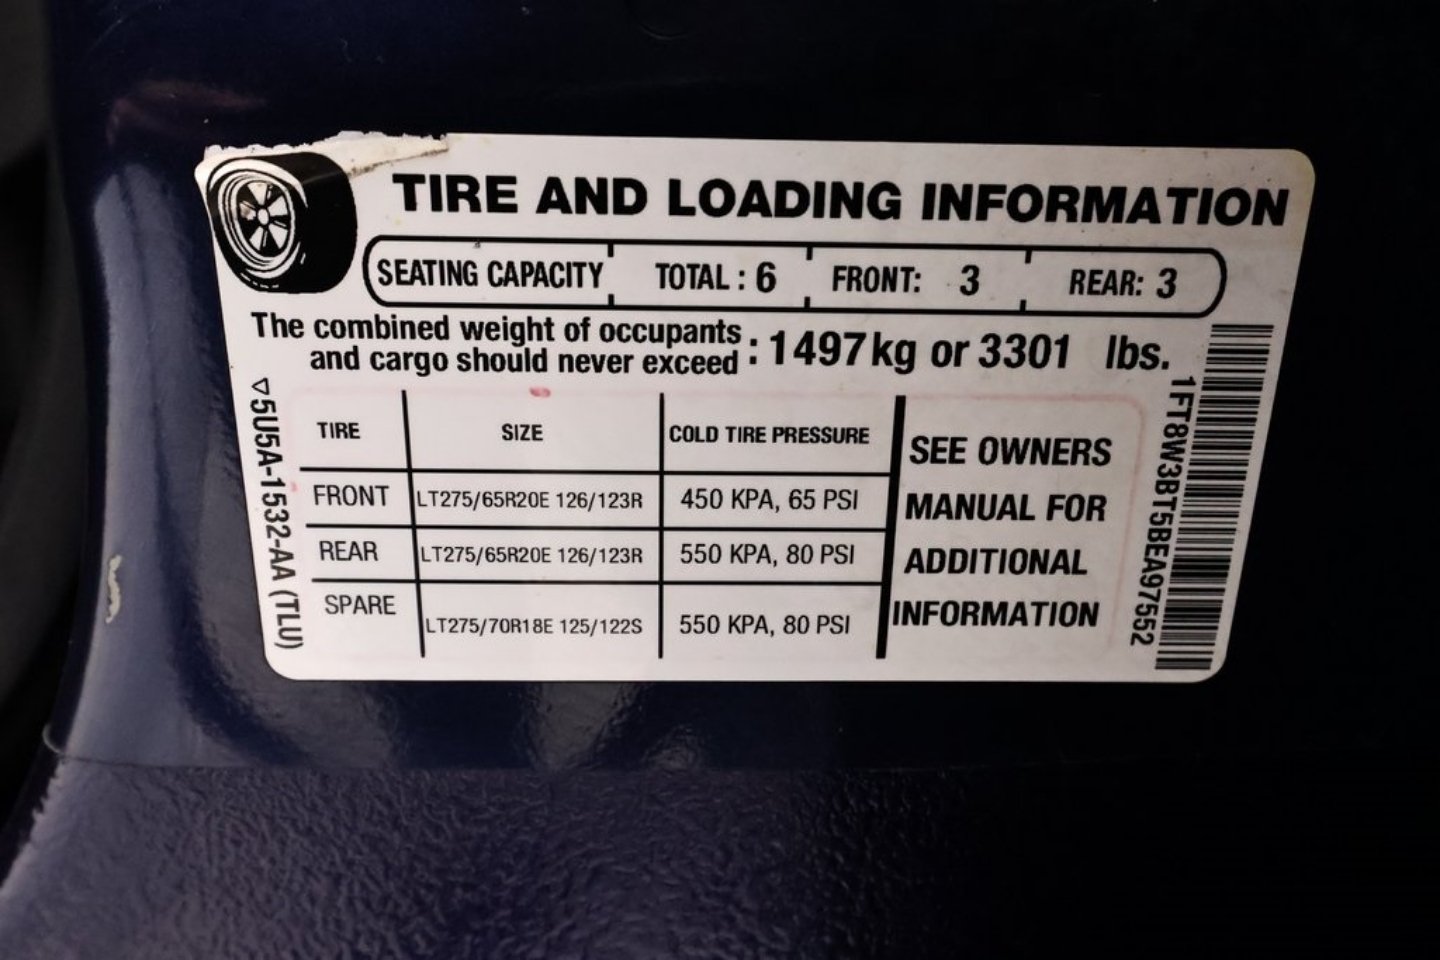 TIRE AND LOADING INFORMATION
SEATING CAPACITY TOTAL : 6 FRONT: 3 REAR: 3
The combined weight of occupants
and cargo should never exceed : 1497 kg or 3301 lbs.
TIRE SIZE COLD TIRE PRESSURE
FRONT LT275/65R20E 126/123R 450 KPA, 65 PSI
REAR LT275/65R20E 126/123R 550 KPA, 80 PSI
SPARE LT275/70R18E 125/122S 550 KPA, 80 PSI
SEE OWNERS
MANUAL FOR
ADDITIONAL
INFORMATION
5U5A-1532-AA (TLU)
1FT8W3BT5BEA97552